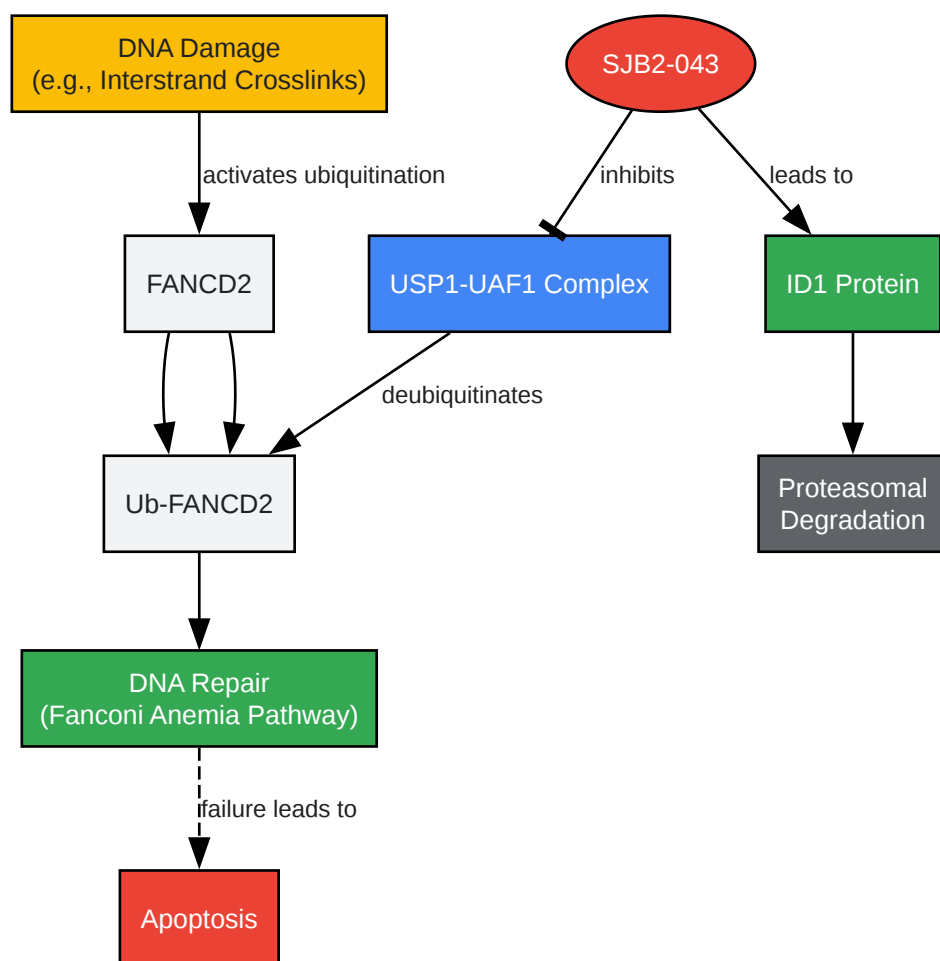 DNA Damage
(e.g., Interstrand Crosslinks)
SJB2-043
activates ubiquitination
inhibits
leads to
FANCD2
USP1-UAF1 Complex
ID1 Protein
deubiquitinates
Ub-FANCD2
Proteasomal
Degradation
DNA Repair
(Fanconi Anemia Pathway)
failure leads to
Apoptosis